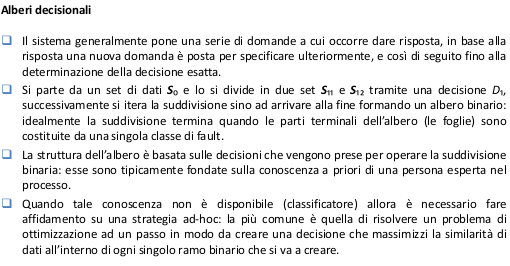 Alberi decisionali
❑ Il sistema generalmente pone una serie di domande a cui occorre dare risposta, in base alla
risposta una nuova domanda è posta per specificare ulteriormente, e così di seguito fino alla
determinazione della decisione esatta.
❑ Si parte da un set di dati S₀ e lo si divide in due set S₁₁ e S₁₂ tramite una decisione D₁,
successivamente si itera la suddivisione sino ad arrivare alla fine formando un albero binario:
idealmente la suddivisione termina quando le parti terminali dell'albero (le foglie) sono
costituite da una singola classe di fault.
❑ La struttura dell'albero è basata sulle decisioni che vengono prese per operare la suddivisione
binaria: esse sono tipicamente fondate sulla conoscenza a priori di una persona esperta nel
processo.
❑ Quando tale conoscenza non è disponibile (classificatore) allora è necessario fare
affidamento su una strategia ad-hoc: la più comune è quella di risolvere un problema di
ottimizzazione ad un passo in modo da creare una decisione che massimizzi la similarità di
dati all'interno di ogni singolo ramo binario che si va a creare.